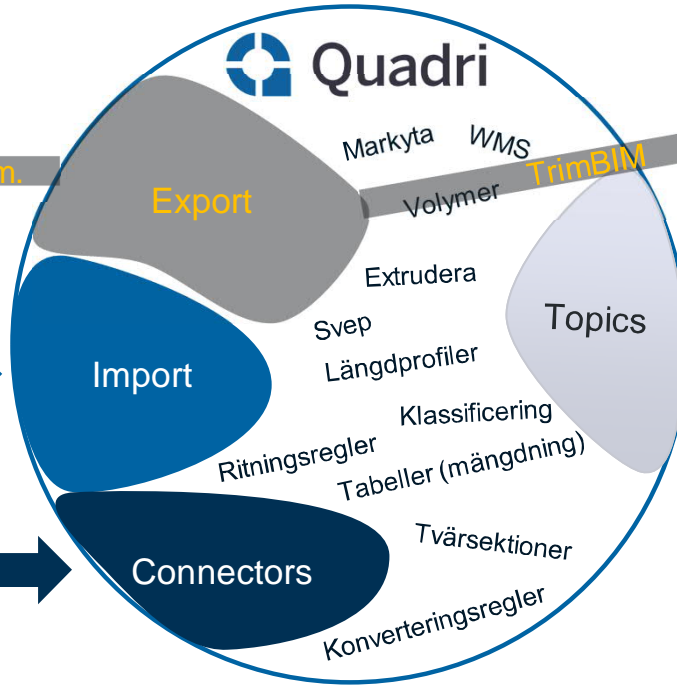 Quadri
Markyta
WMS
m.
TrimBIM
Export
Volymer
Extrudera
Topics
Svep
Längdprofiler
Import
Klassificering
Ritningsregler
Tabeller (mängdning)
Tvärsektioner
Connectors
Konverteringsregler